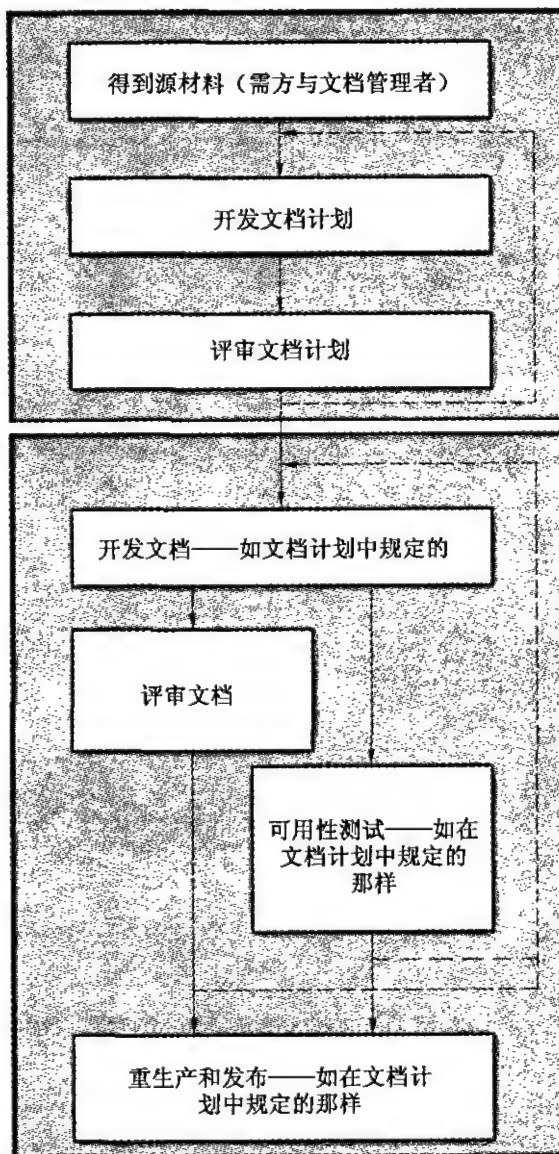 得到源材料（需方与文档管理者）
开发文档计划
评审文档计划
开发文档——如文档计划中规定的
评审文档
可用性测试——如在
文档计划中规定的
那样
重生产和发布——如在文档计
划中规定的那样